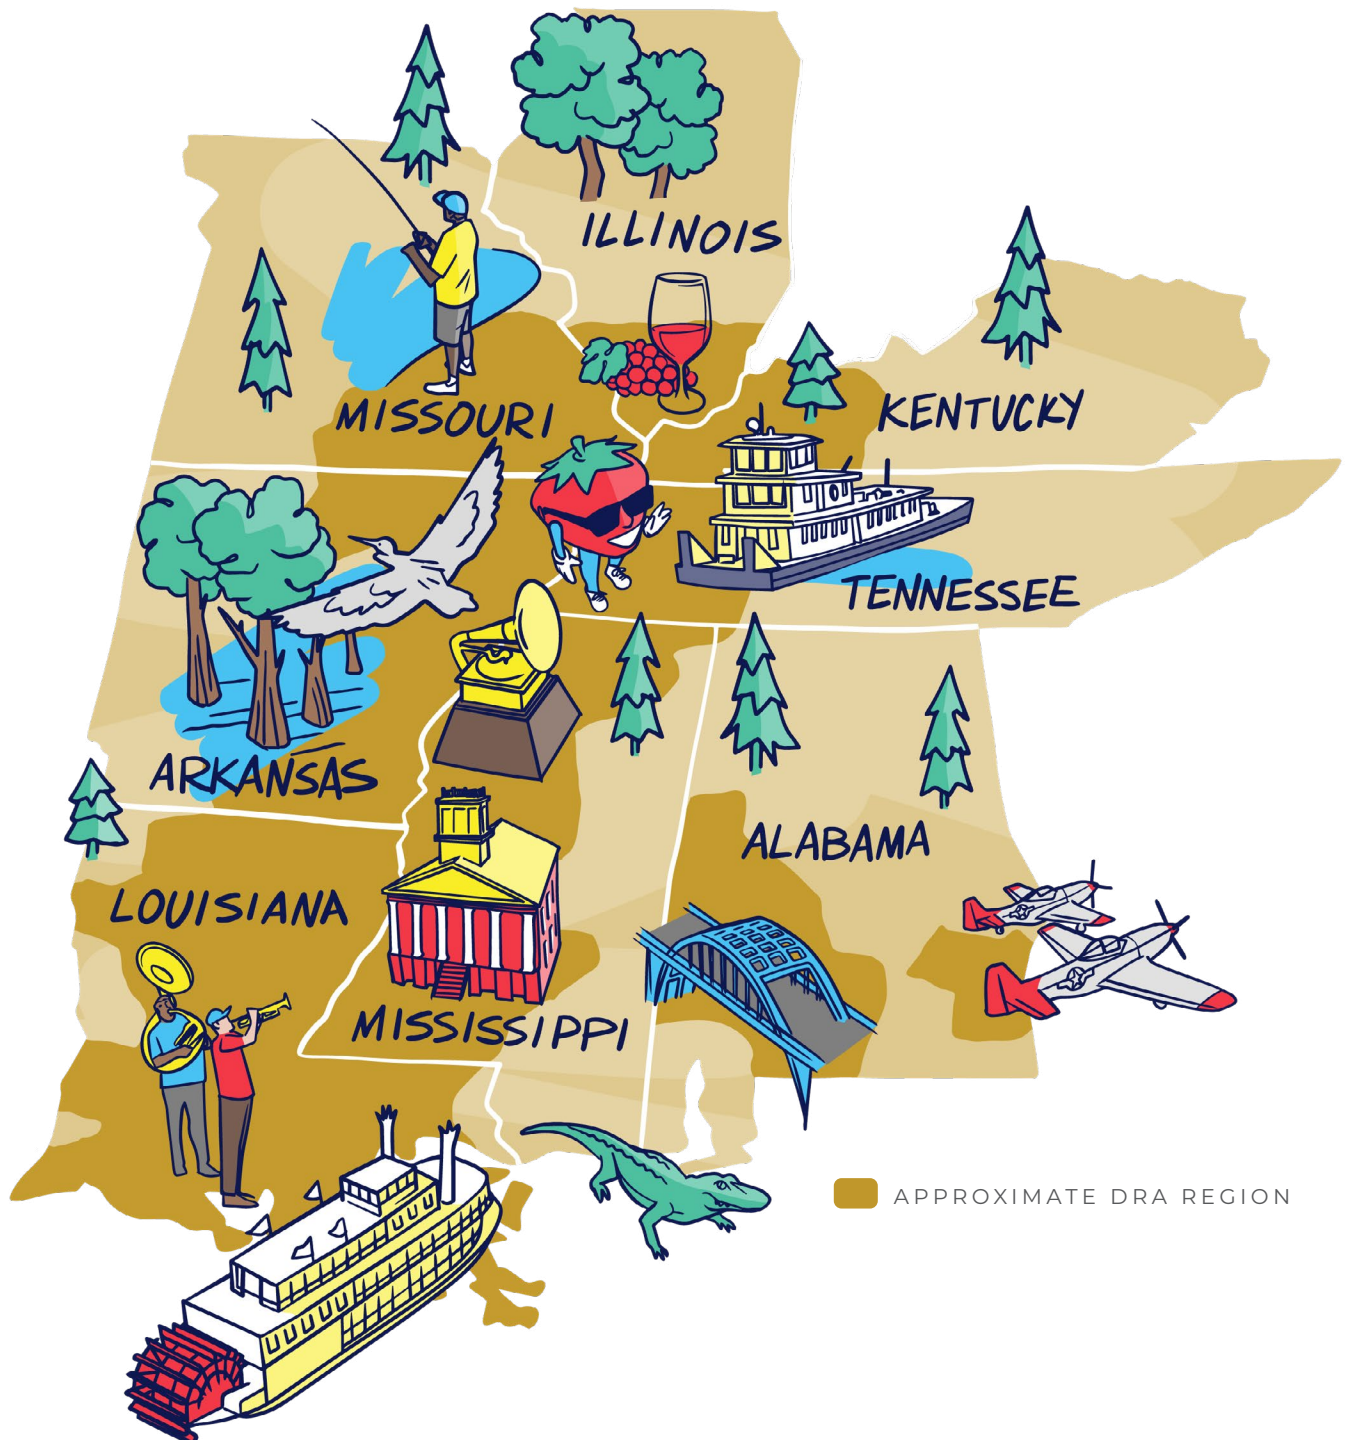 ILLINOIS
MISSOURI
KENTUCKY
TENNESSEE
ARKANSAS
ALABAMA
LOUISIANA
MISSISSIPPI
APPROXIMATE DRA REGION